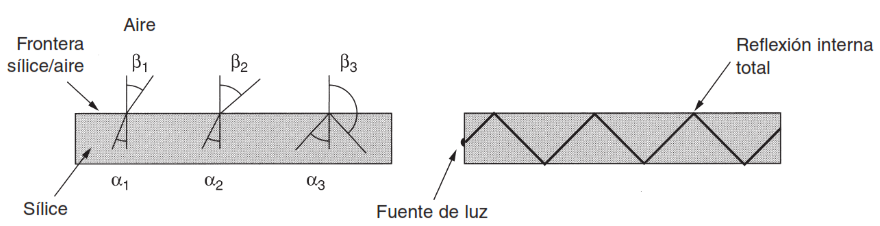 Aire
Frontera
sílice/aire
β1
β2
β3
α1
α2
α3
Sílice
Reflexión interna
total
Fuente de luz